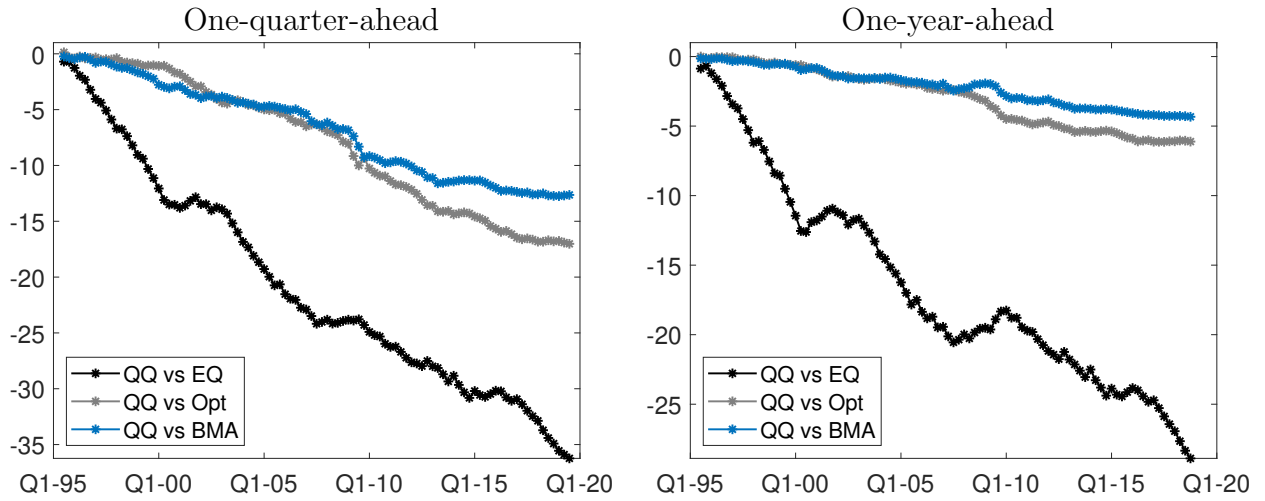 One-quarter-ahead
0
-5
-10
-15
-20
-25
-30
-35
QQ vs EQ
QQ vs Opt
QQ vs BMA
Q1-95 Q1-00 Q1-05 Q1-10 Q1-15 Q1-20
One-year-ahead
0
-5
-10
-15
-20
-25
QQ vs EQ
QQ vs Opt
QQ vs BMA
Q1-95 Q1-00 Q1-05 Q1-10 Q1-15 Q1-20